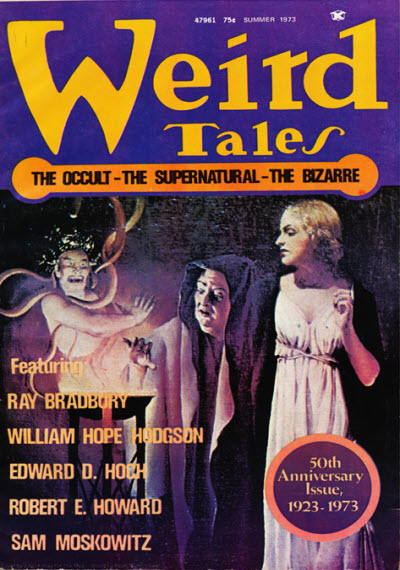 47961 75¢ SUMMER 1973
Weird
Tales
THE OCCULT-THE SUPERNATURAL-THE BIZARRE
Featuring
RAY BRADBURY
WILLIAM HOPE HODGSON
EDWARD D. HOCH
ROBERT E. HOWARD
SAM MOSKOWITZ
50th
Anniversary
Issue,
1923-1973